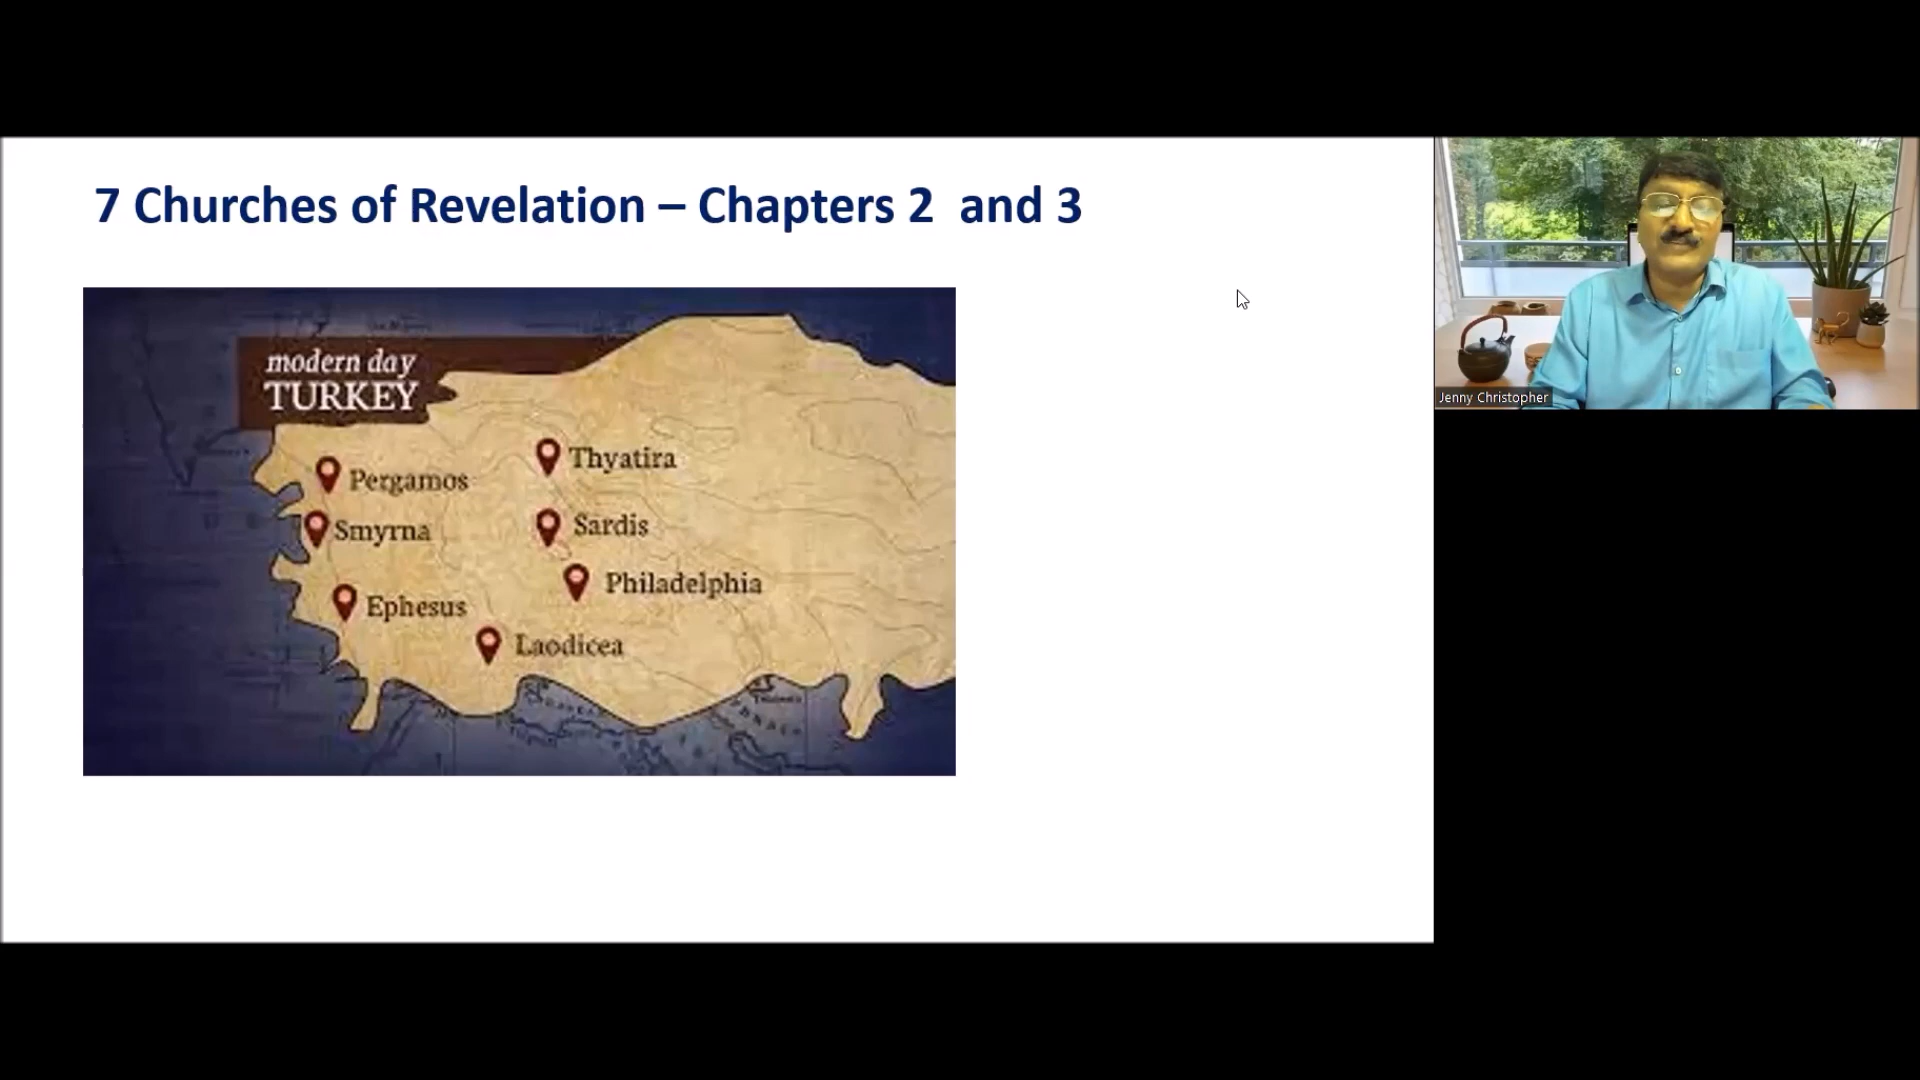 7 Churches of Revelation – Chapters 2 and 3
modern day
TURKEY
Thyatira
Pergamos
Sardis
Smyrna
Philadelphia
Ephesus
Laodicea
Jenny Christopher